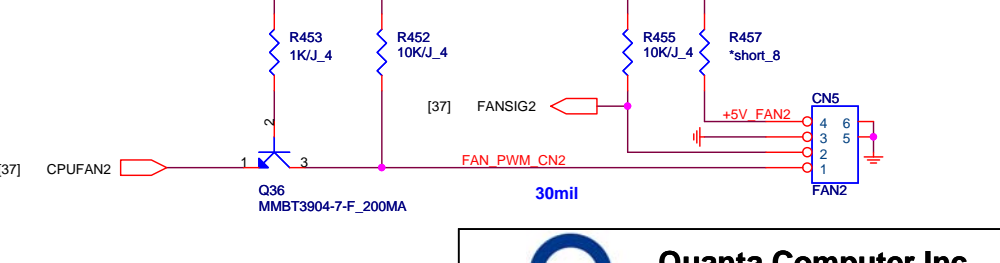 R453
1K/J_4
R452
10K/J_4
R455
10K/J_4
R457
*short_8
[37] FANSIG2
CN5
+5V_FAN2
4 6
3 5
2
1
FAN2
2
[37] CPUFAN2
1 3
FAN_PWM_CN2
Q36
MMBT3904-7-F_200MA
30mil
Quanta Computer Inc